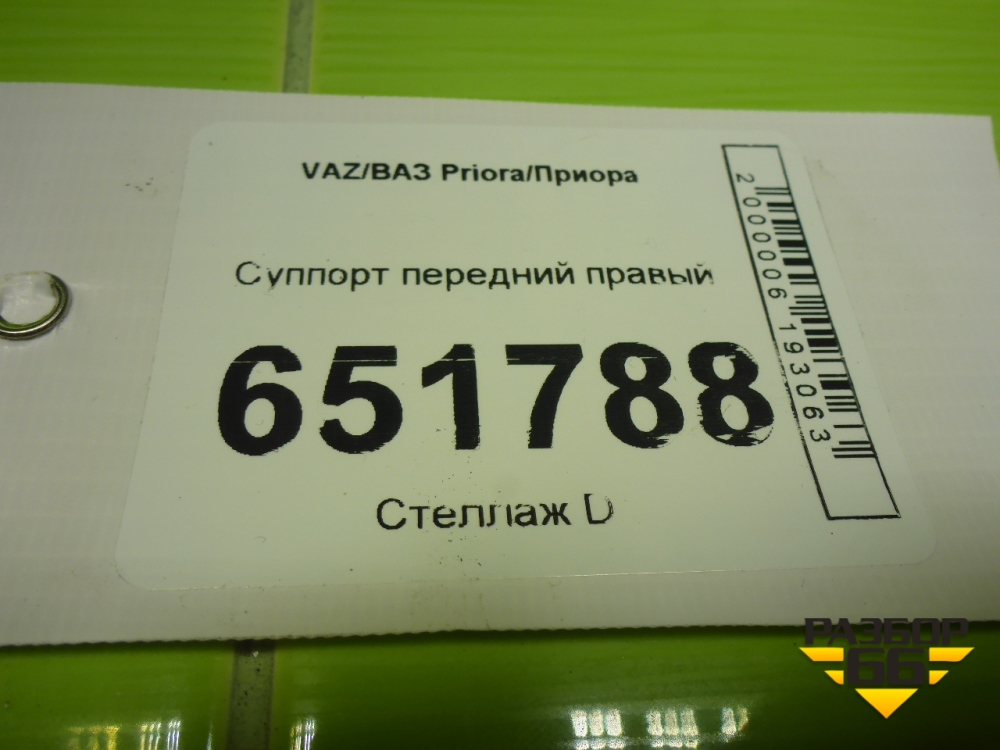 VAZ/ВАЗ Priora/Приора
Суппорт передний правый
651788
Стеллаж D
2000006193063
РАЗБОР
66